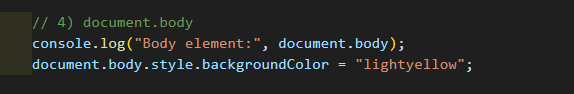 // 4) document.body
console.log("Body element:", document.body);
document.body.style.backgroundColor = "lightyellow";